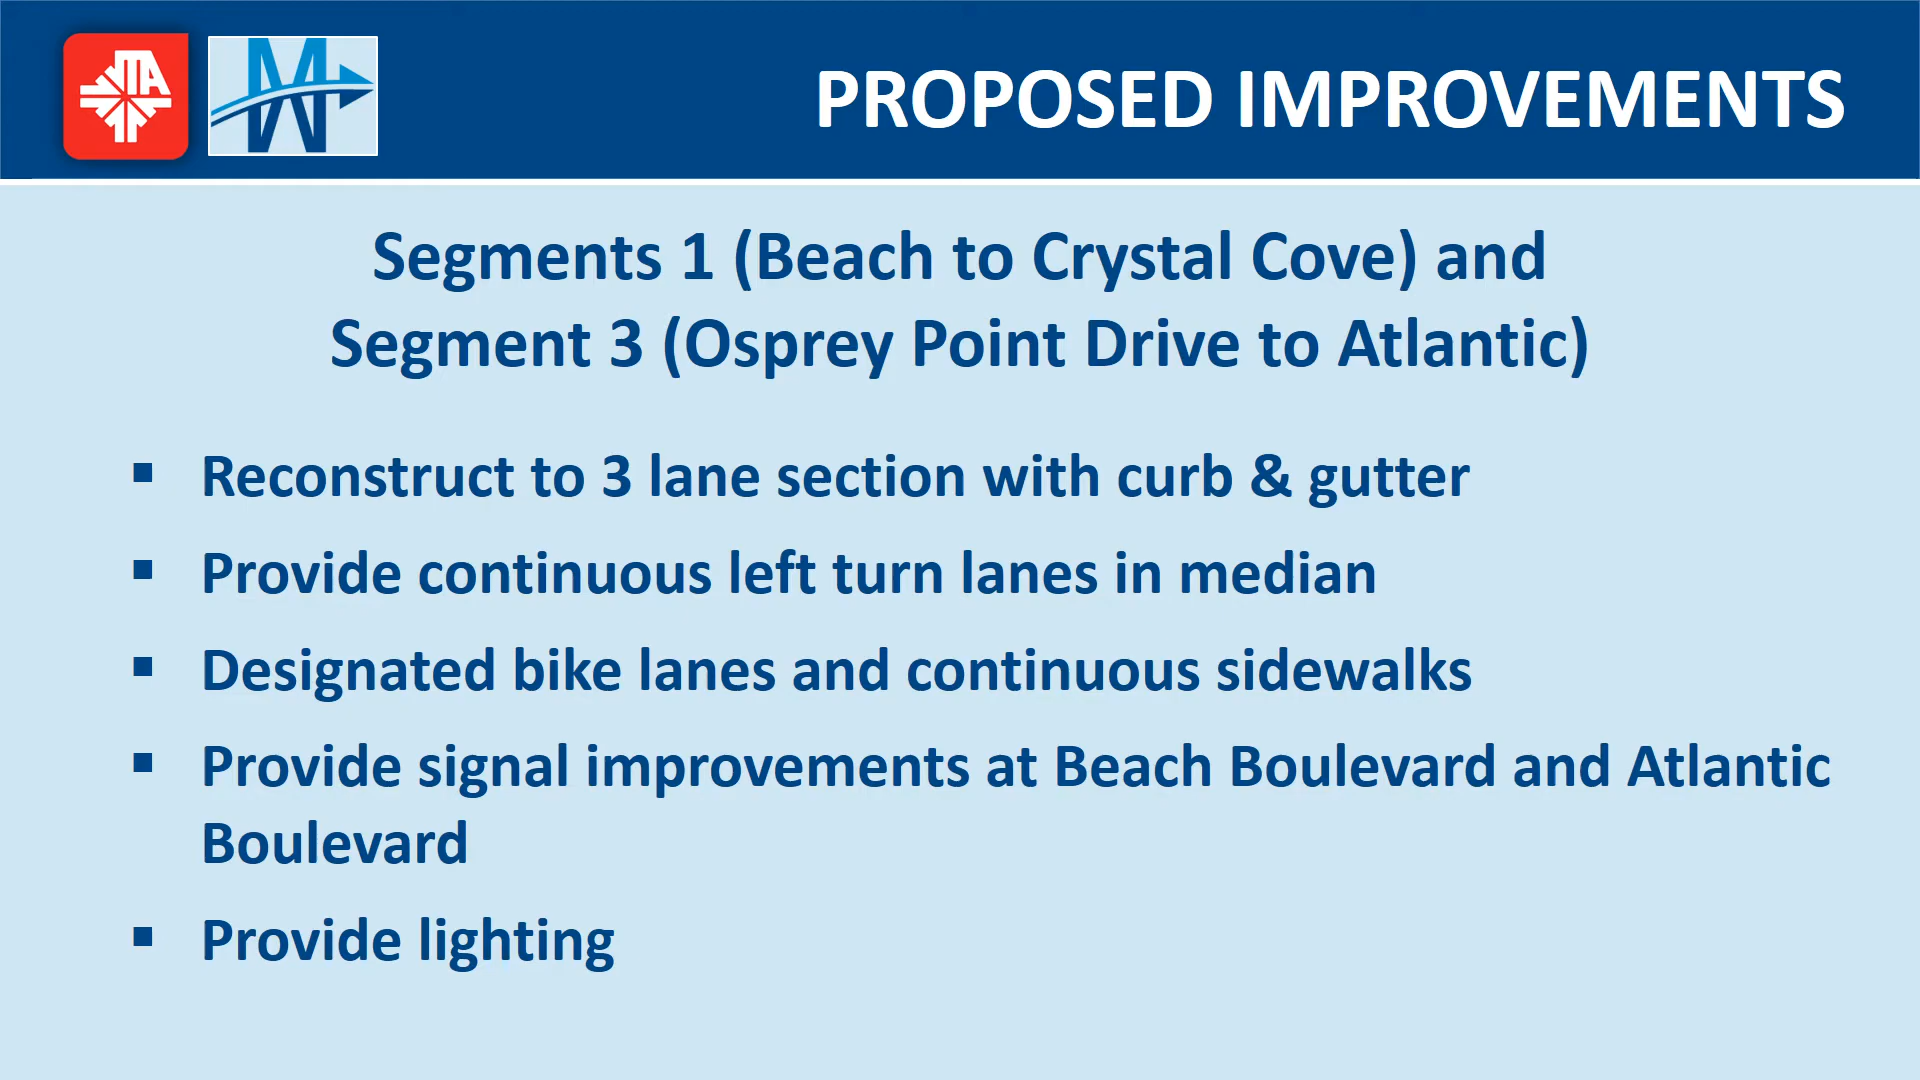 JTA
M
PROPOSED IMPROVEMENTS
Segments 1 (Beach to Crystal Cove) and
Segment 3 (Osprey Point Drive to Atlantic)
▪ Reconstruct to 3 lane section with curb & gutter
▪ Provide continuous left turn lanes in median
▪ Designated bike lanes and continuous sidewalks
▪ Provide signal improvements at Beach Boulevard and Atlantic
Boulevard
▪ Provide lighting